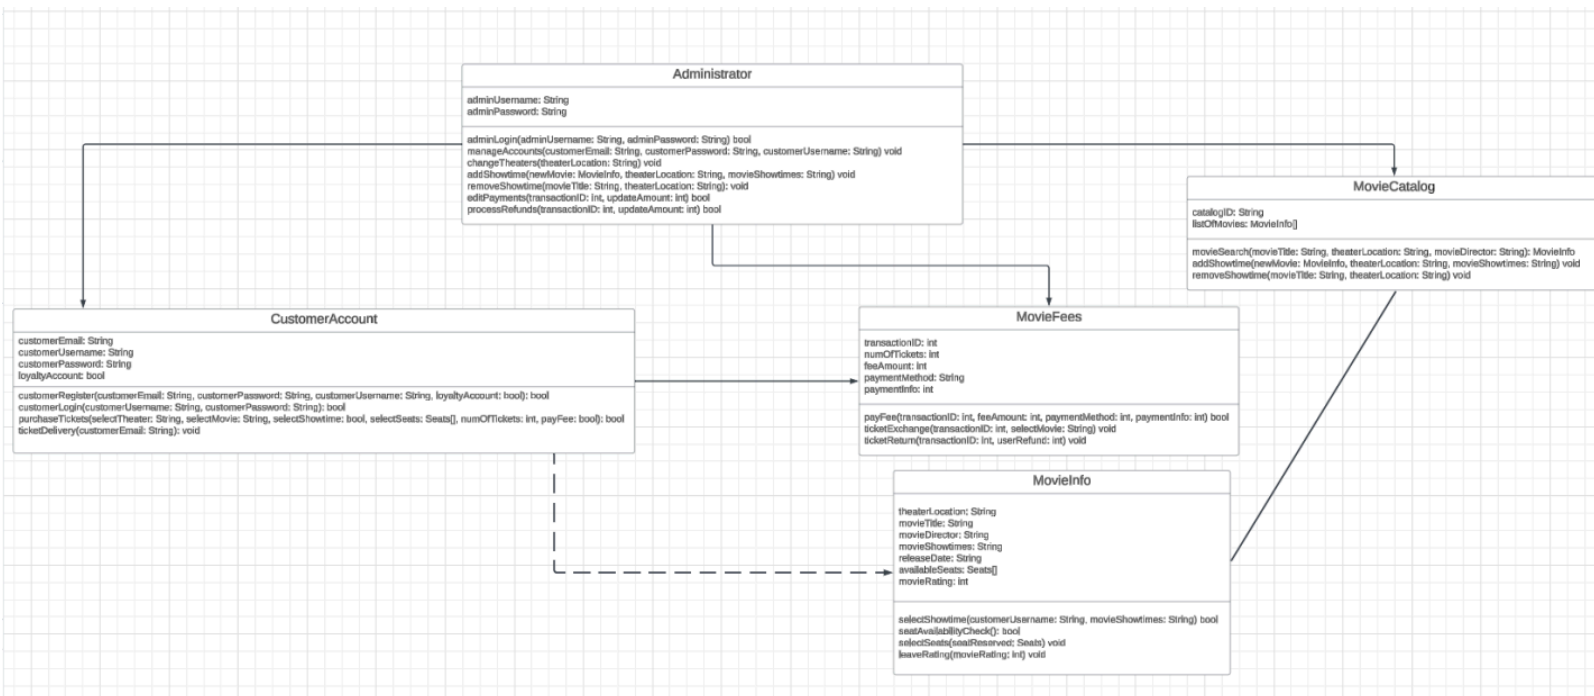 Administrator
adminUsername: String
adminPassword: String
adminLogin(adminUsername: String, adminPassword: String) bool
manageAccounts(customerEmail: String, customerPassword: String, customerUsername: String) void
changeTheaters(theaterLocation: String) void
addShowtime(newMovie: MovieInfo, theaterLocation: String, movieShowtimes: String) void
removeShowtime(movieTitle: String, theaterLocation: String): void
editPayments(transactionID: int, updateAmount: int) bool
processRefunds(transactionID: int, updateAmount: int) bool
MovieCatalog
catalogID: String
listOfMovies: MovieInfo[]
movieSearch(movieTitle: String, theaterLocation: String, movieDirector: String): MovieInfo
addShowtime(newMovie: MovieInfo, theaterLocation: String, movieShowtimes: String) void
removeShowtime(movieTitle: String, theaterLocation: String) void
CustomerAccount
customerEmail: String
customerUsername: String
customerPassword: String
loyaltyAccount: bool
customerRegister(customerEmail: String, customerPassword: String, customerUsername: String, loyaltyAccount: bool): bool
customerLogin(customerUsername: String, customerPassword: String): bool
purchaseTickets(selectTheater: String, selectMovie: String, selectShowtime: bool, selectSeats: Seats[], numOfTickets: int, payFee: bool): bool
ticketDelivery(customerEmail: String): void
MovieFees
transactionID: int
numOfTickets: int
feeAmount: int
paymentMethod: String
paymentInfo: int
payFee(transactionID: int, feeAmount: int, paymentMethod: int, paymentInfo: int) bool
ticketExchange(transactionID: int, selectMovie: String) void
ticketReturn(transactionID: int, userRefund: int) void
MovieInfo
theaterLocation: String
movieTitle: String
movieDirector: String
movieShowtimes: String
releaseDate: String
availableSeats: Seats[]
movieRating: int
selectShowtime(customerUsername: String, movieShowtimes: String) bool
seatAvailabilityCheck(): bool
selectSeats(seatReserved: Seats) void
leaveRating(movieRating: int) void